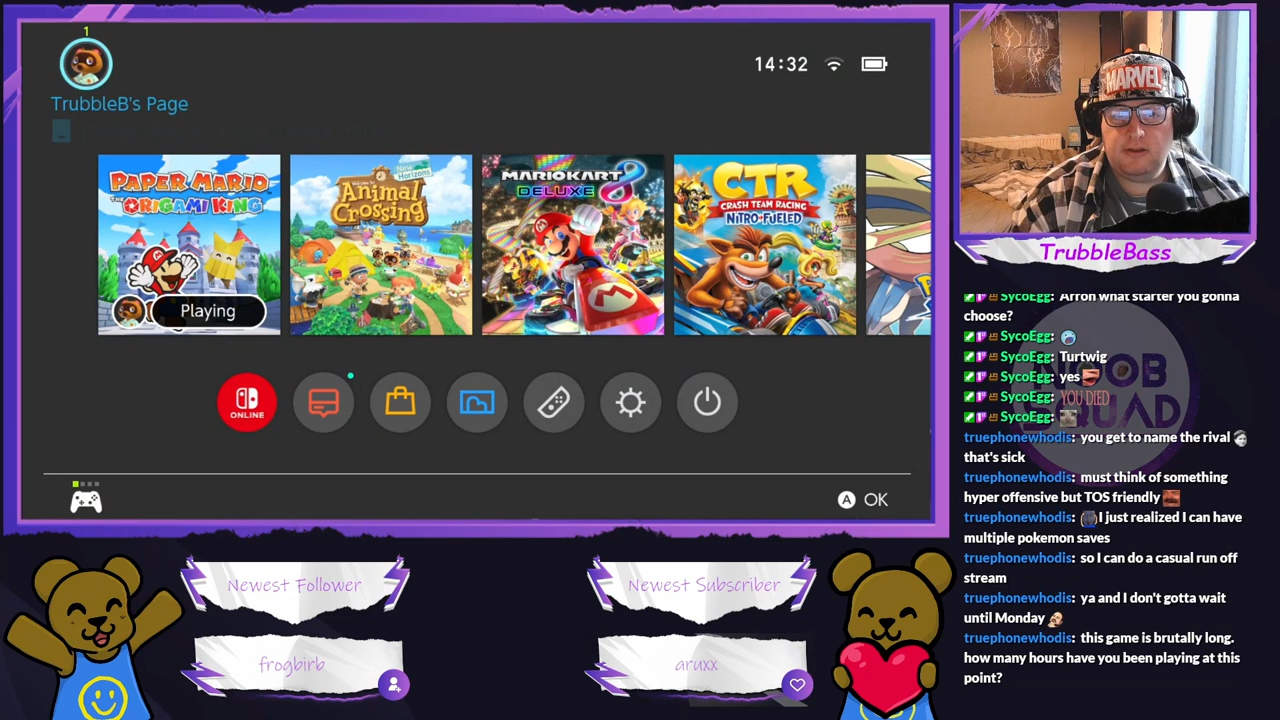 1
14:32
TrubbleB's Page
PAPER MARIO
THE ORIGAMI KING
Playing
New Horizons
Animal Crossing
MARIOKART 8
DELUXE
CTR
CRASH TEAM RACING
NITRO-FUELED
ONLINE
A OK
Newest Follower
frogbirb
Newest Subscriber
aruxx
MARVEL
TrubbleBass
SycoEgg: Arron what starter you gonna
choose?
SycoEgg:
SycoEgg: Turtwig
SycoEgg: yes
SycoEgg: YOU DIED
SycoEgg:
truephonewhodis: you get to name the rival
that's sick
truephonewhodis: must think of something
hyper offensive but TOS friendly
truephonewhodis: I just realized I can have
multiple pokemon saves
truephonewhodis: so I can do a casual run off
stream
truephonewhodis: ya and I don't gotta wait
until Monday
truephonewhodis: this game is brutally long.
how many hours have you been playing at this
point?
NOOB
SQUAD